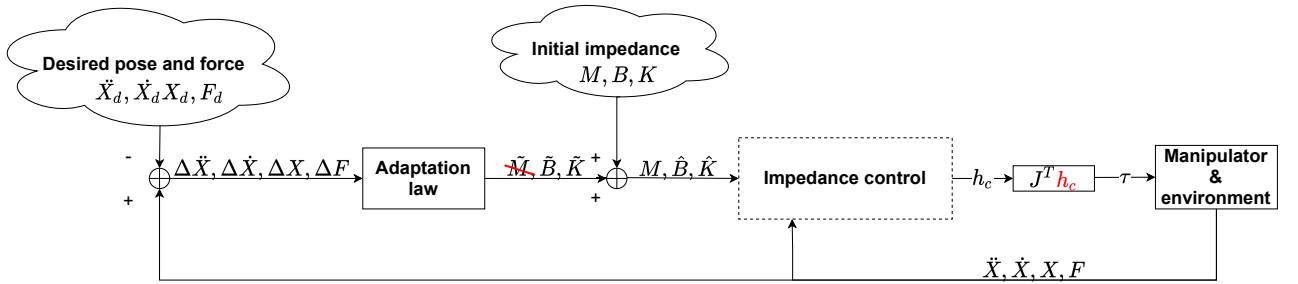 Desired pose and force
Ẍ_d, Ẋ_d X_d, F_d
Initial impedance
M, B, K
-
+
ΔẌ, ΔẊ, ΔX, ΔF
Adaptation
law
M̃, B̃, K̃
+
+
M, B̂, K̂
Impedance control
h_c
J^T h_c
τ
Manipulator
&
environment
Ẍ, Ẋ, X, F